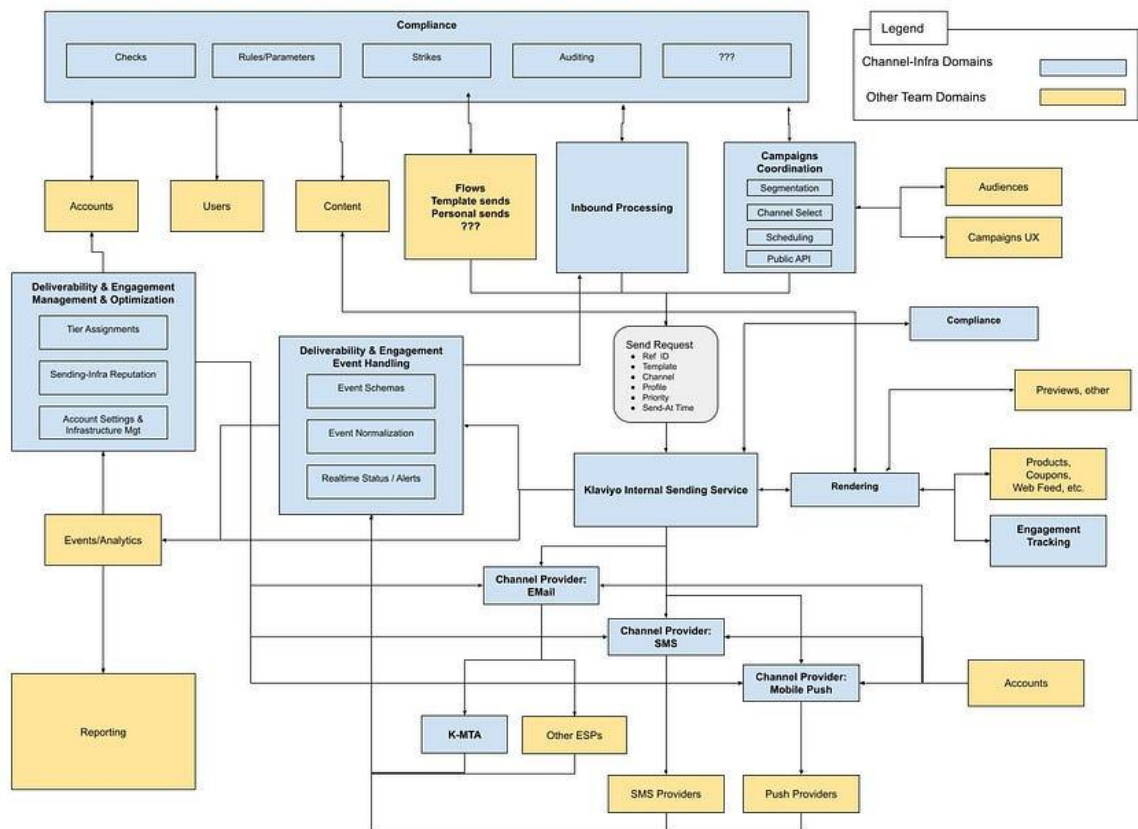 Compliance
Checks
Rules/Parameters
Strikes
Auditing
???
Legend
Channel-Infra Domains
Other Team Domains
Accounts
Users
Content
Flows
Template sends
Personal sends
???
Inbound Processing
Campaigns
Coordination
Segmentation
Channel Select
Scheduling
Public API
Audiences
Campaigns UX
Deliverability & Engagement
Management & Optimization
Tier Assignments
Sending-Infra Reputation
Account Settings &
Infrastructure Mgt
Deliverability & Engagement
Event Handling
Event Schemas
Event Normalization
Realtime Status / Alerts
Send Request
● Ref ID
● Template
● Channel
● Profile
● Priority
● Send-At Time
Compliance
Previews, other
Klaviyo Internal Sending Service
Rendering
Products,
Coupons,
Web Feed, etc.
Engagement
Tracking
Events/Analytics
Channel Provider:
EMail
Channel Provider:
SMS
Channel Provider:
Mobile Push
Accounts
Reporting
K-MTA
Other ESPs
SMS Providers
Push Providers